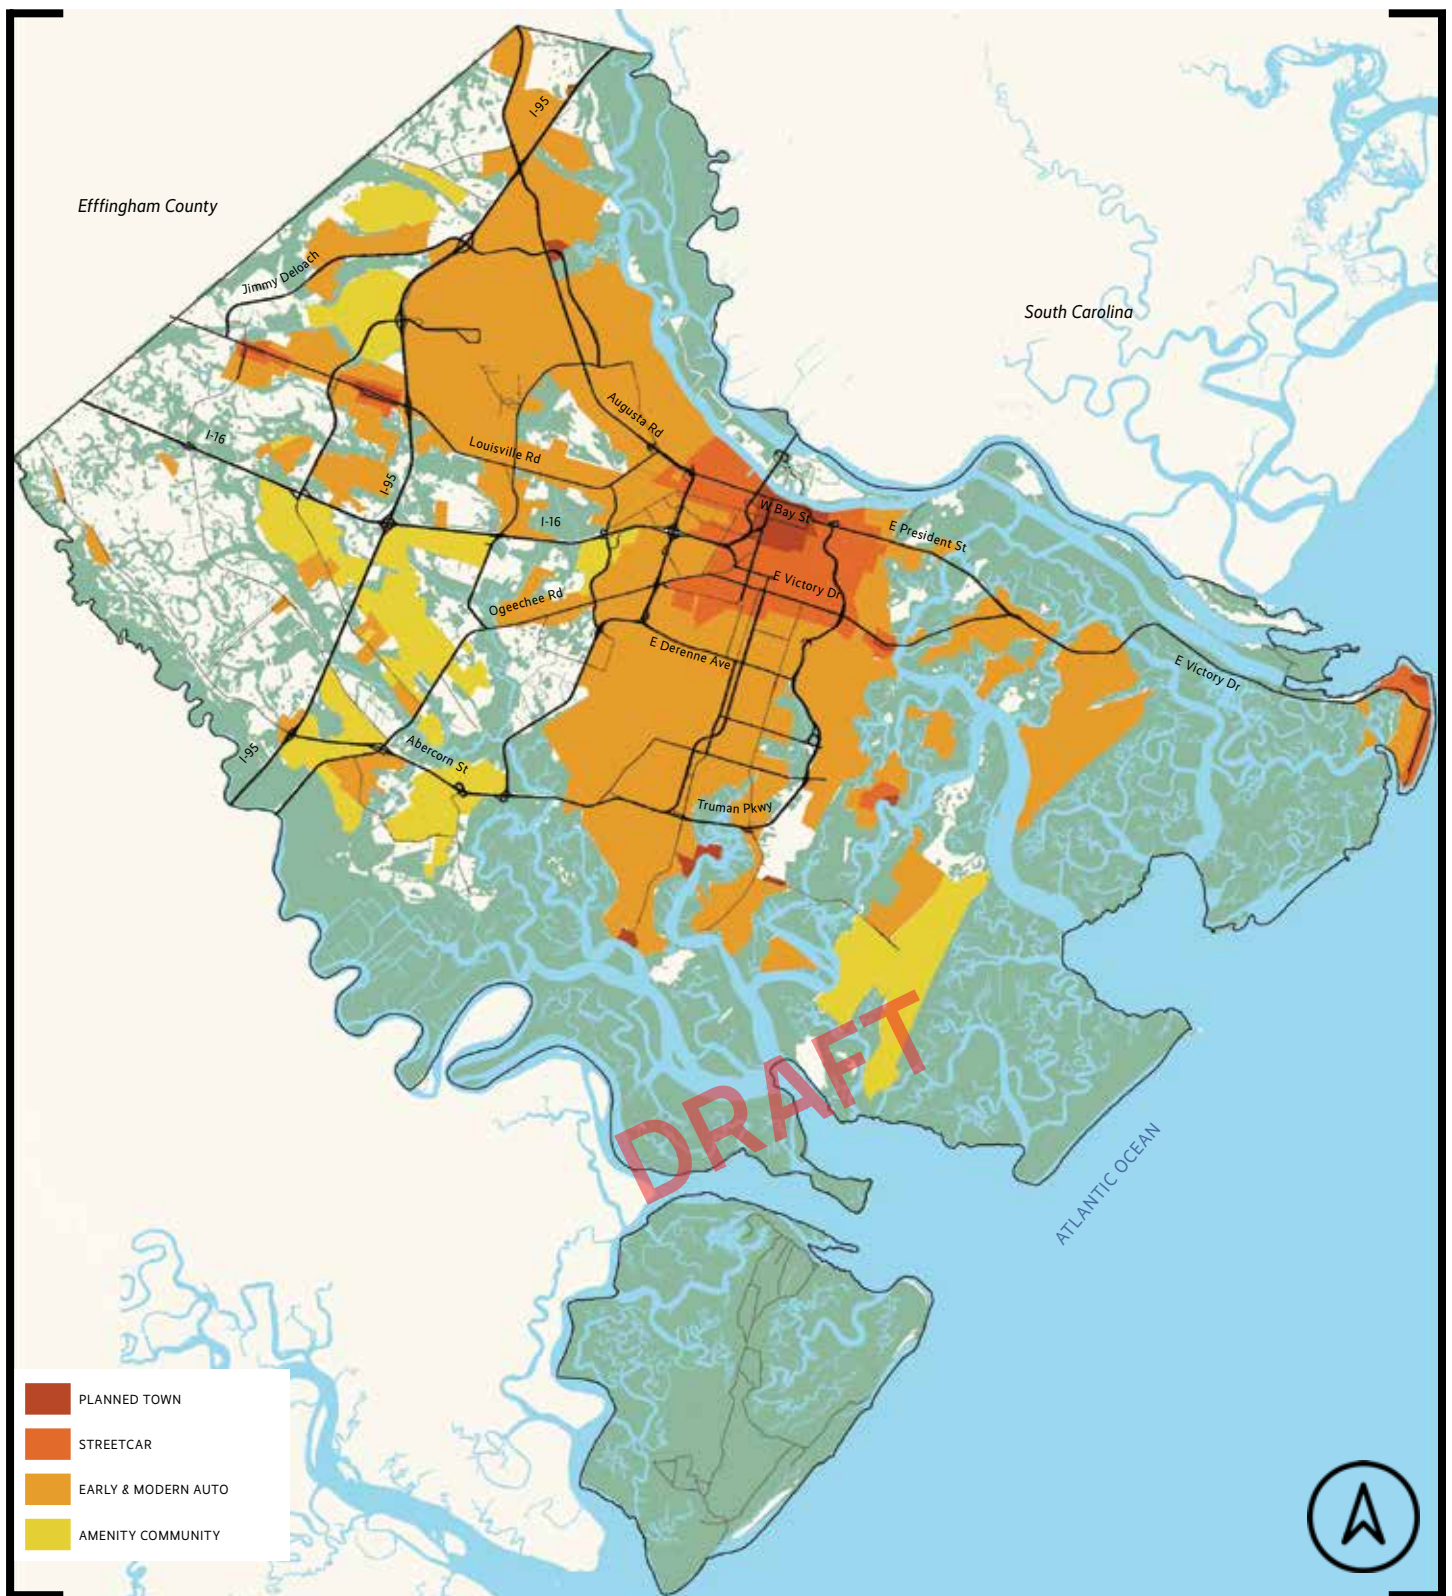 I-95
Efffingham County
Jimmy Deloach
South Carolina
Augusta Rd
I-16
Louisville Rd
I-95
W Bay St
I-16
E President St
E Victory Dr
Ogeechee Rd
E Derenne Ave
E Victory Dr
I-95
Abercorn St
Truman Pkwy
DRAFT
ATLANTIC OCEAN
PLANNED TOWN
STREETCAR
EARLY & MODERN AUTO
AMENITY COMMUNITY